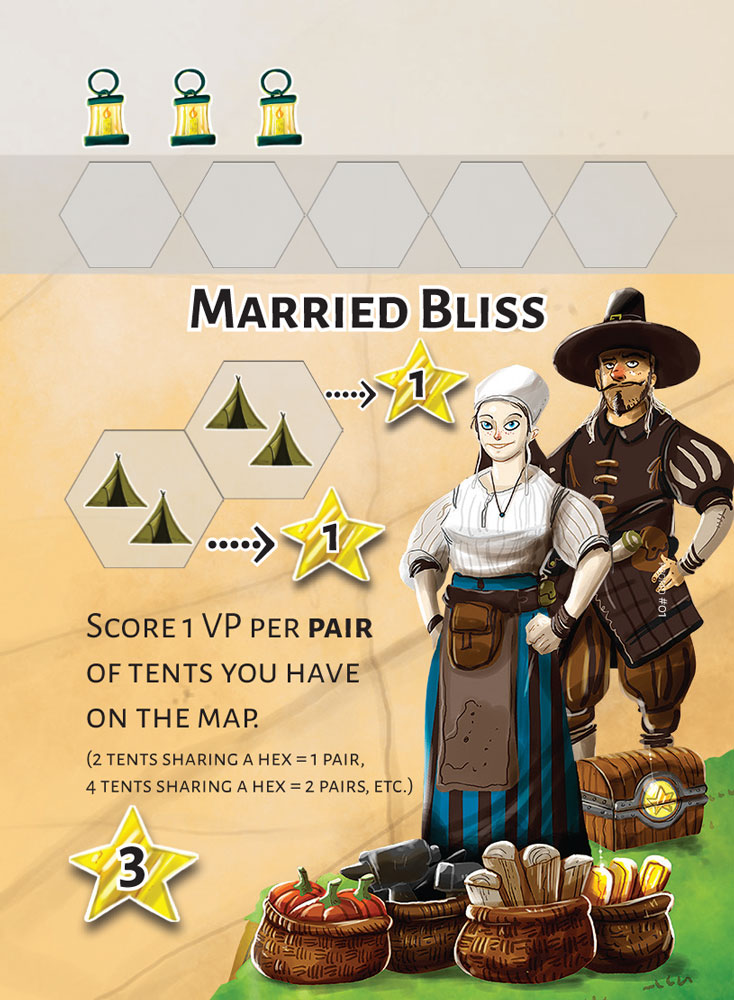 Married Bliss
1
1
Score 1 VP per pair
of tents you have
on the map.
(2 tents sharing a hex = 1 pair,
4 tents sharing a hex = 2 pairs, etc.)
3